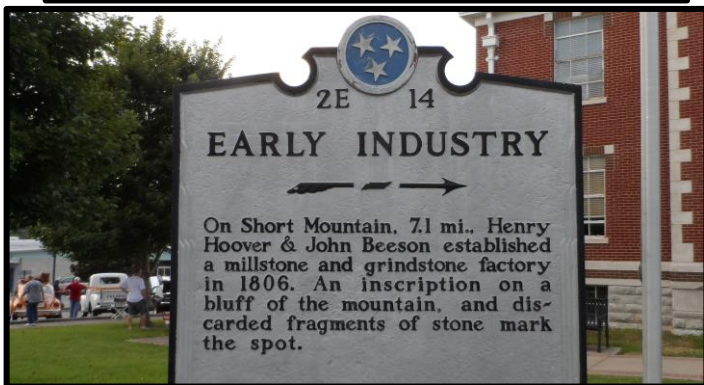 2E 14
EARLY INDUSTRY
On Short Mountain, 7.1 mi., Henry
Hoover & John Beeson established
a millstone and grindstone factory
in 1806. An inscription on a
bluff of the mountain, and dis-
carded fragments of stone mark
the spot.